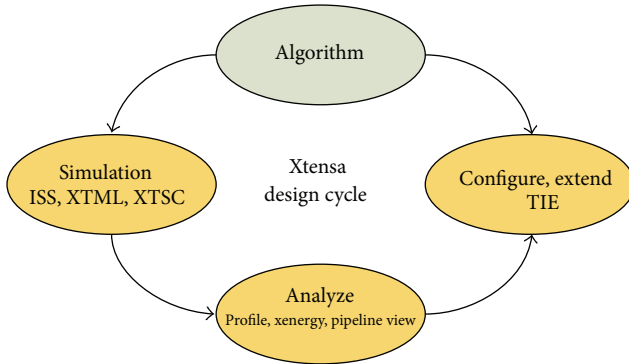 Algorithm
Simulation
ISS, XTML, XTSC
Xtensa
design cycle
Configure, extend
TIE
Analyze
Profile, xenergy, pipeline view